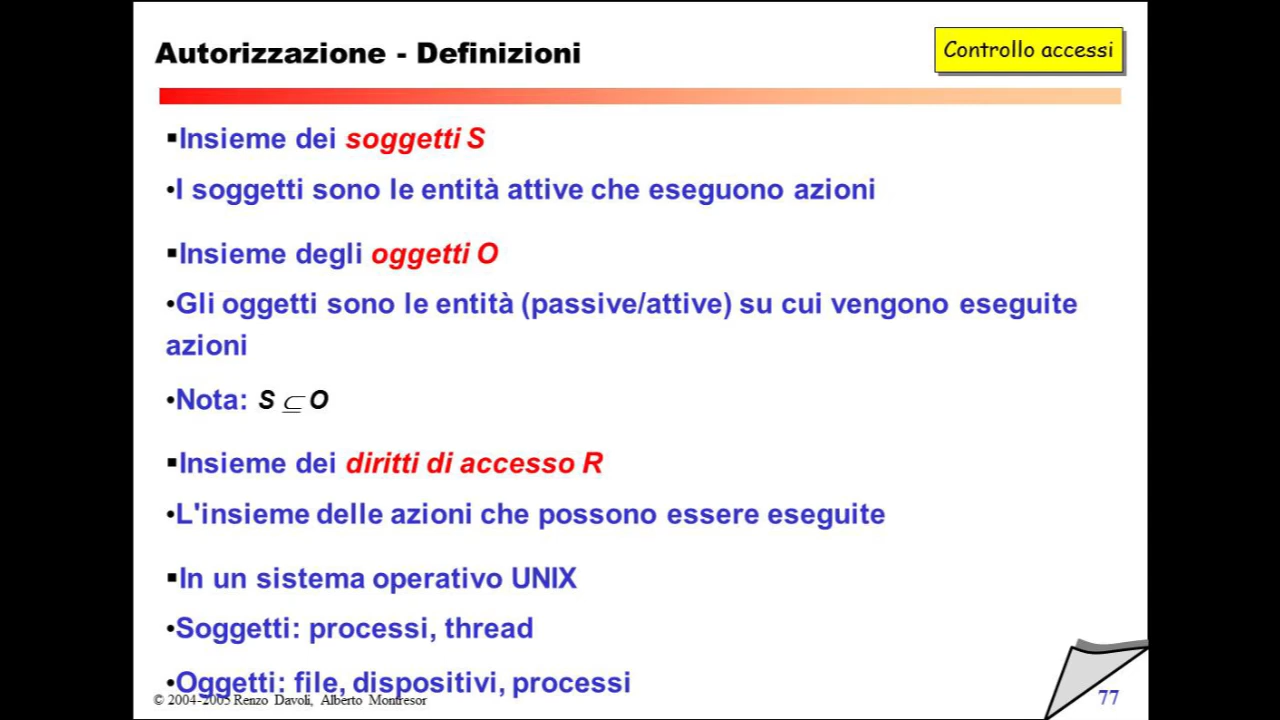 Autorizzazione - Definizioni
Controllo accessi
▪Insieme dei soggetti S
•I soggetti sono le entità attive che eseguono azioni
▪Insieme degli oggetti O
•Gli oggetti sono le entità (passive/attive) su cui vengono eseguite
azioni
•Nota: S ⊆ O
▪Insieme dei diritti di accesso R
•L'insieme delle azioni che possono essere eseguite
▪In un sistema operativo UNIX
•Soggetti: processi, thread
•Oggetti: file, dispositivi, processi
© 2004-2005 Renzo Davoli, Alberto Montresor
77